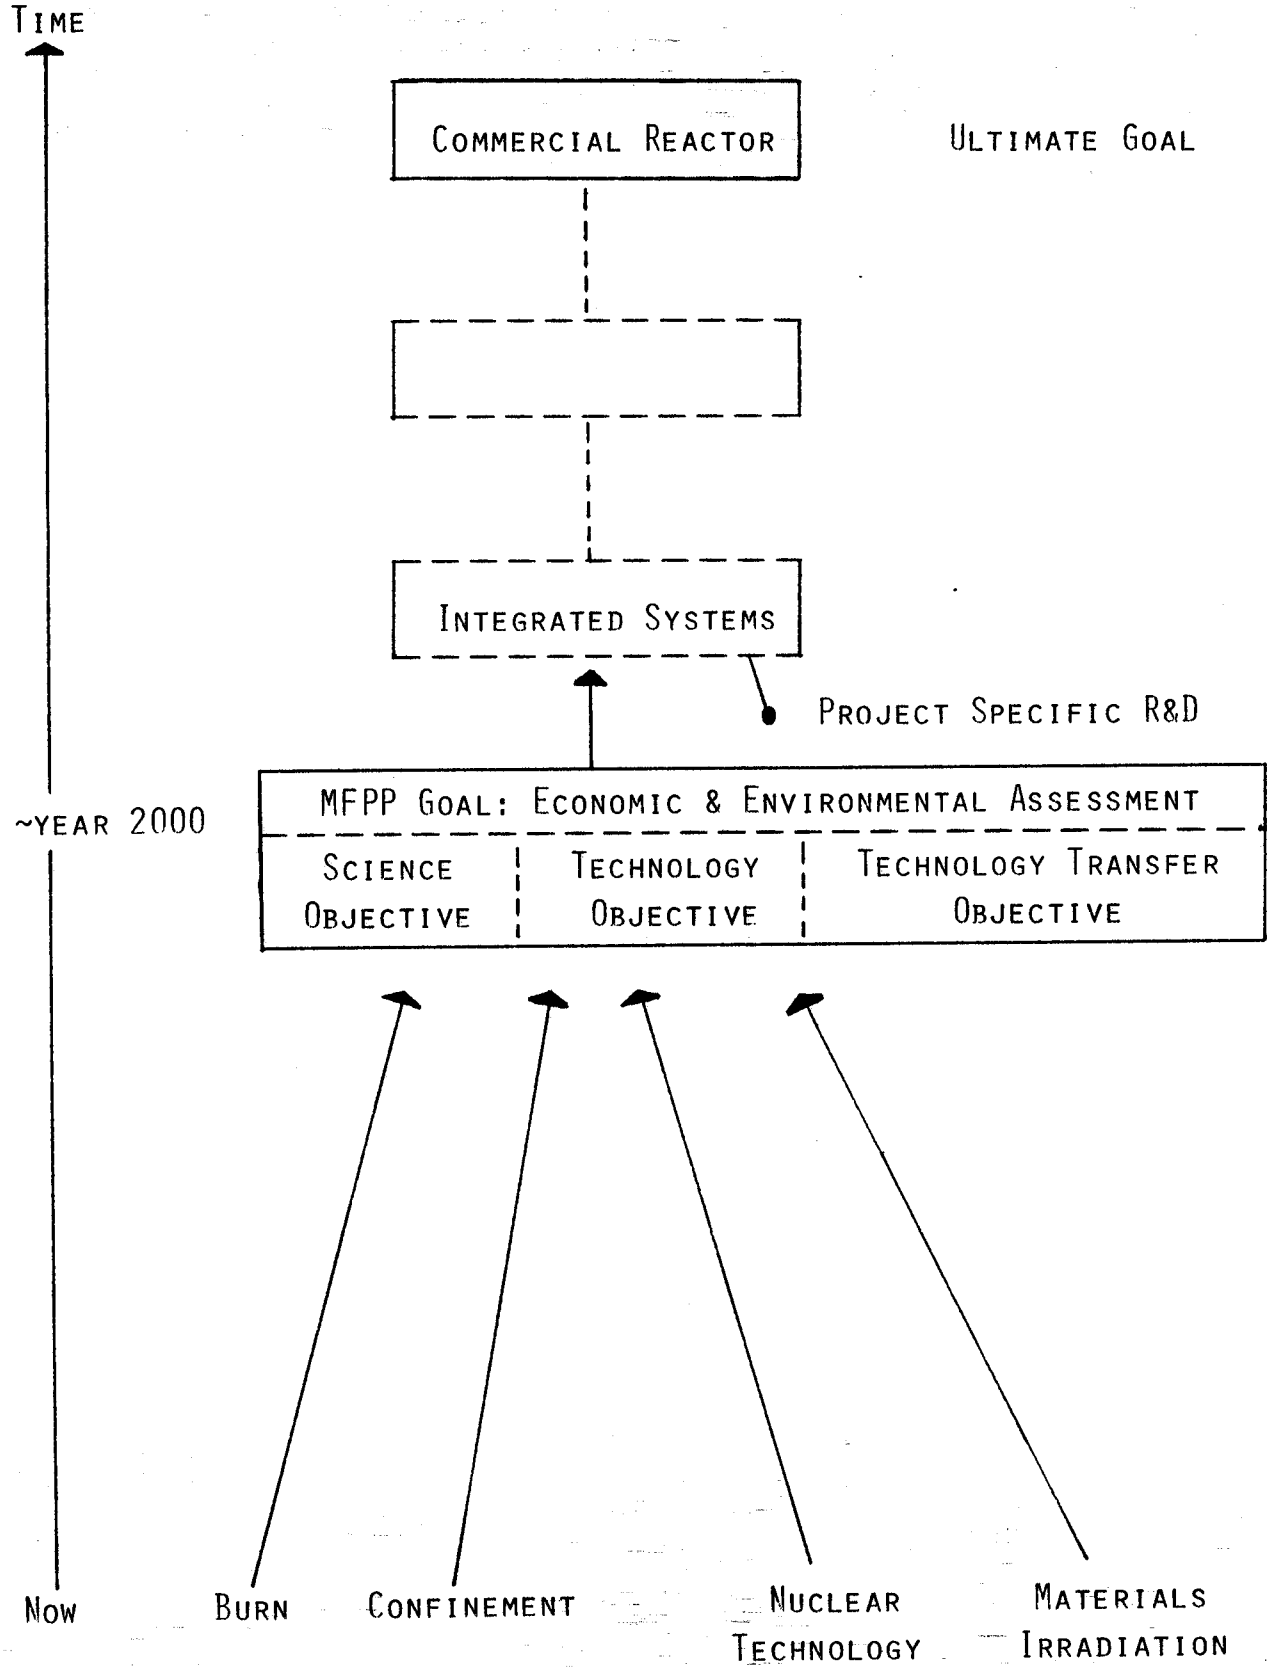 TIME
COMMERCIAL REACTOR
ULTIMATE GOAL
INTEGRATED SYSTEMS
PROJECT SPECIFIC R&D
MFPP GOAL: ECONOMIC & ENVIRONMENTAL ASSESSMENT
~YEAR 2000
SCIENCE
OBJECTIVE
TECHNOLOGY
OBJECTIVE
TECHNOLOGY TRANSFER
OBJECTIVE
NOW
BURN
CONFINEMENT
NUCLEAR
TECHNOLOGY
MATERIALS
IRRADIATION